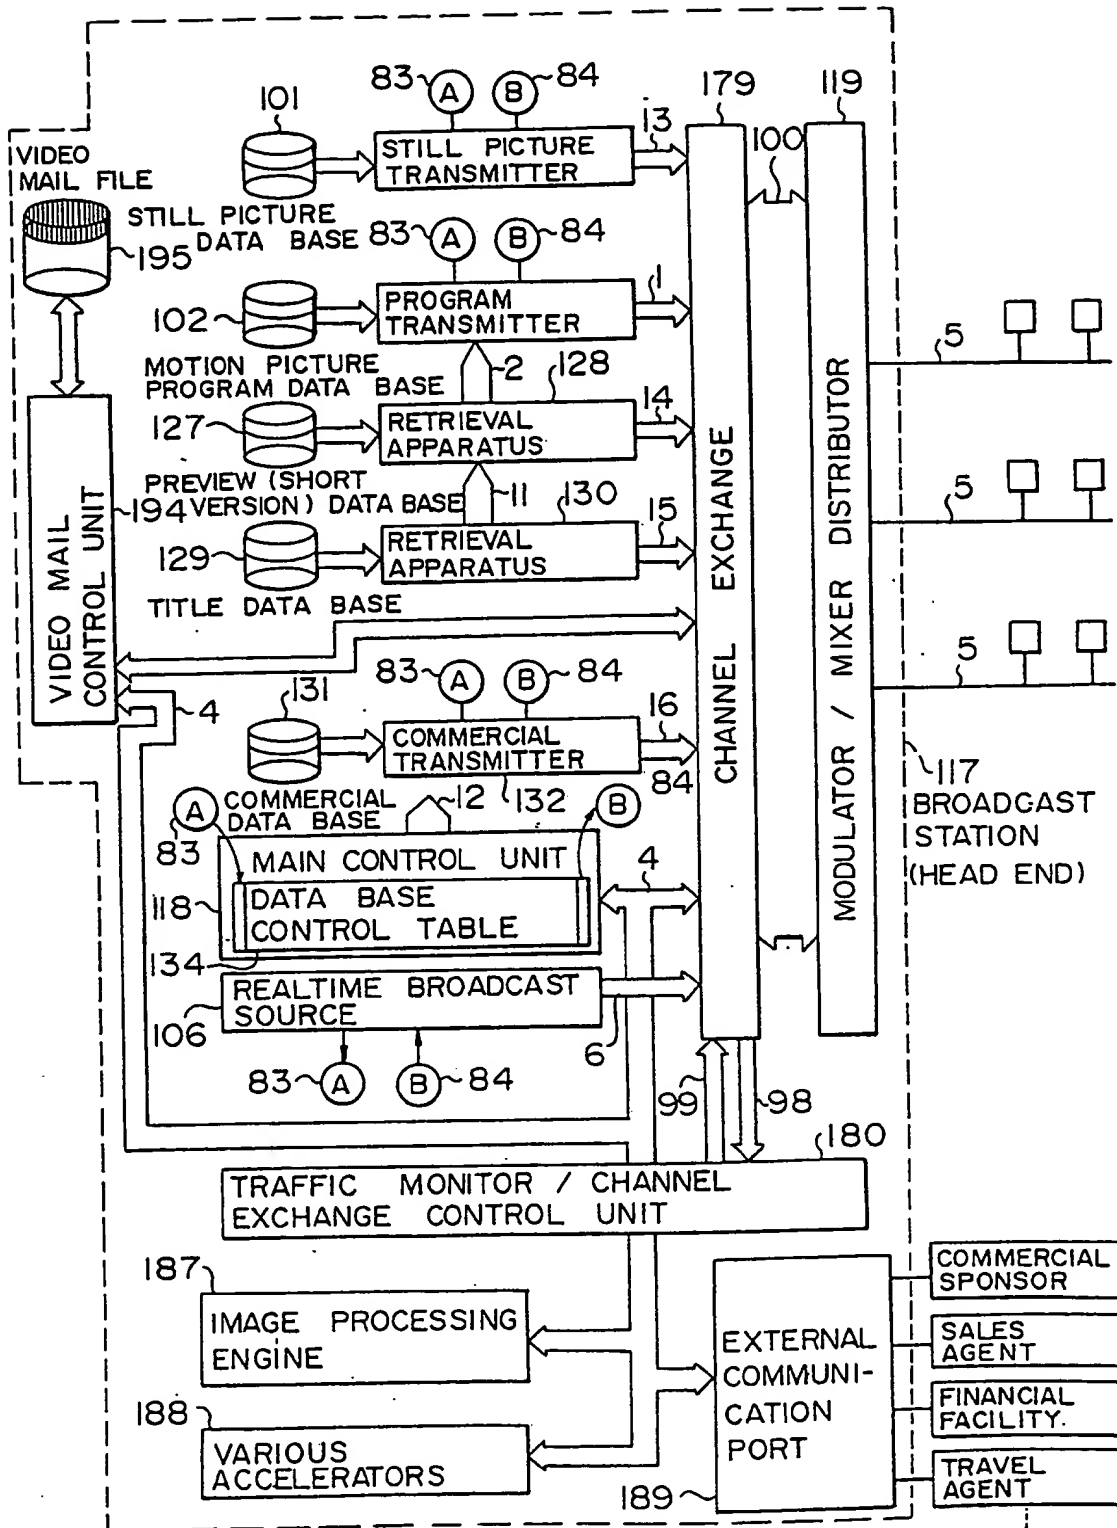 83 A B 84 179 119
101
13
100
STILL PICTURE
TRANSMITTER
VIDEO
MAIL FILE
STILL PICTURE
DATA BASE
195
83 A B 84
1
102
PROGRAM
TRANSMITTER
MOTION PICTURE
PROGRAM DATA BASE
2
128
5
127
RETRIEVAL
APPARATUS
14
PREVIEW (SHORT
VERSION) DATA BASE
194
11
130
5
129
RETRIEVAL
APPARATUS
15
TITLE DATA BASE
VIDEO MAIL
CONTROL UNIT
CHANNEL EXCHANGE
MODULATOR / MIXER DISTRIBUTOR
5
4
83 A B 84
131
16
COMMERCIAL
TRANSMITTER
84
COMMERCIAL
DATA BASE
12
132
A
83
B
117
BROADCAST
STATION
(HEAD END)
MAIN CONTROL UNIT
118
DATA BASE
CONTROL TABLE
4
134
REALTIME BROADCAST
SOURCE
106
6
83 A B 84
99
98
180
TRAFFIC MONITOR / CHANNEL
EXCHANGE CONTROL UNIT
187
IMAGE PROCESSING
ENGINE
188
VARIOUS
ACCELERATORS
EXTERNAL
COMMUNI-
CATION
PORT
189
COMMERCIAL
SPONSOR
SALES
AGENT
FINANCIAL
FACILITY.
TRAVEL
AGENT